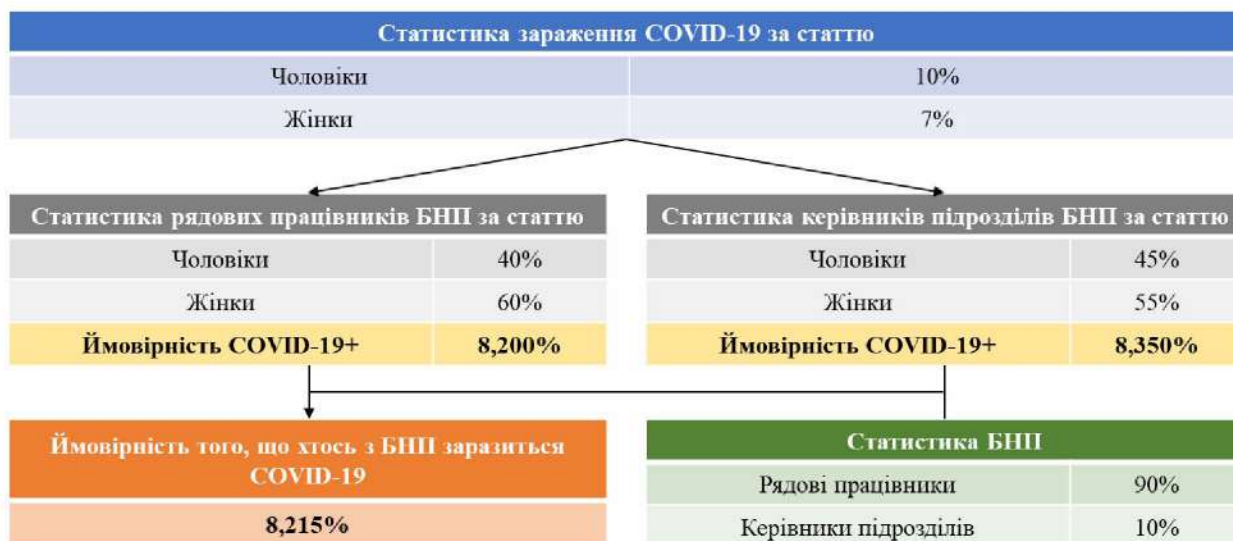 Статистика зараження COVID-19 за статтю
Чоловіки 10%
Жінки 7%
Статистика рядових працівників БНП за статтю
Чоловіки 40%
Жінки 60%
Ймовірність COVID-19+ 8,200%
Статистика керівників підрозділів БНП за статтю
Чоловіки 45%
Жінки 55%
Ймовірність COVID-19+ 8,350%
Ймовірність того, що хтось з БНП заразиться
COVID-19
8,215%
Статистика БНП
Рядові працівники 90%
Керівники підрозділів 10%